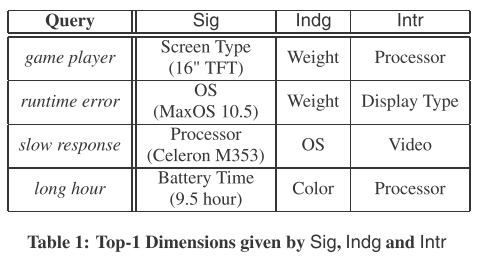 Query Sig Indg Intr
game player Screen Type (16" TFT) Weight Processor
runtime error OS (MaxOS 10.5) Weight Display Type
slow response Processor (Celeron M353) OS Video
long hour Battery Time (9.5 hour) Color Processor
Table 1: Top-1 Dimensions given by Sig, Indg and Intr